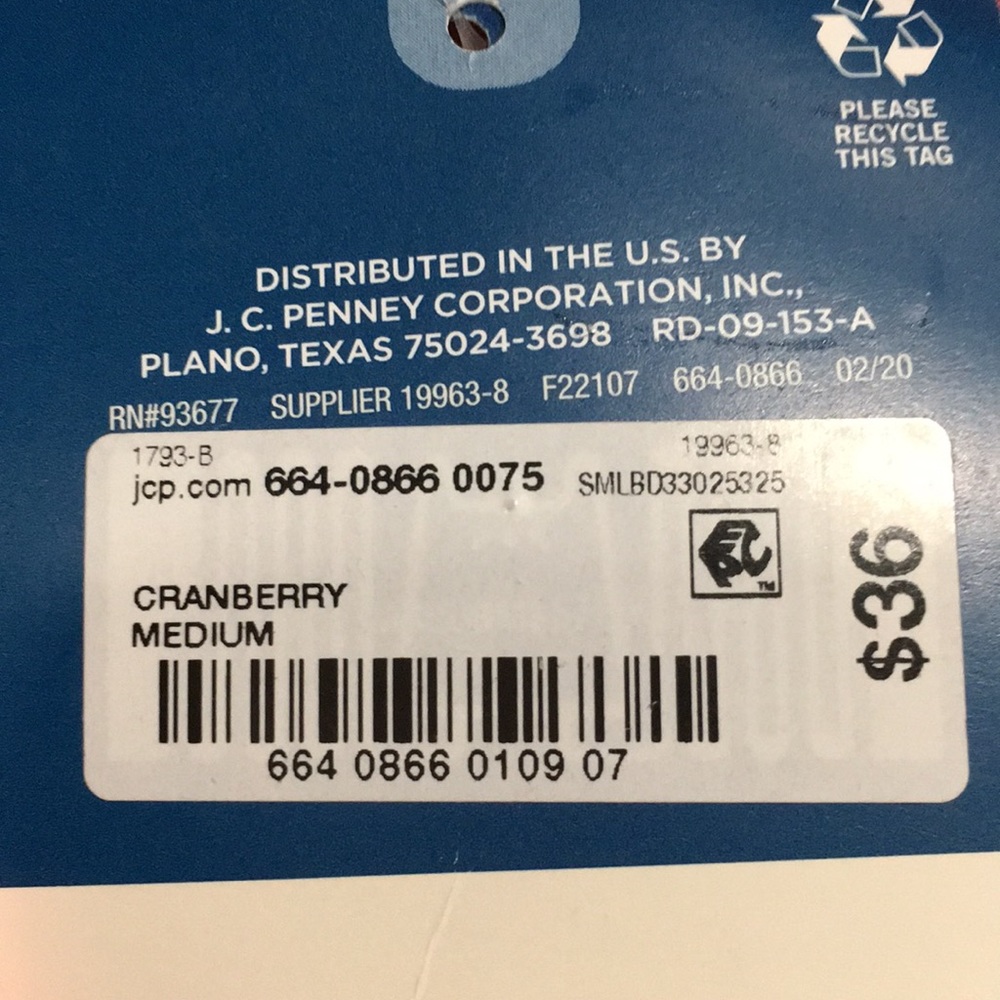 PLEASE
RECYCLE
THIS TAG
DISTRIBUTED IN THE U.S. BY
J. C. PENNEY CORPORATION, INC.,
PLANO, TEXAS 75024-3698 RD-09-153-A
RN#93677 SUPPLIER 19963-8 F22107 664-0866 02/20
1793-B 19963-8
jcp.com 664-0866 0075 SMLBD33025325
EPC
TM
$36
CRANBERRY
MEDIUM
664 0866 0109 07